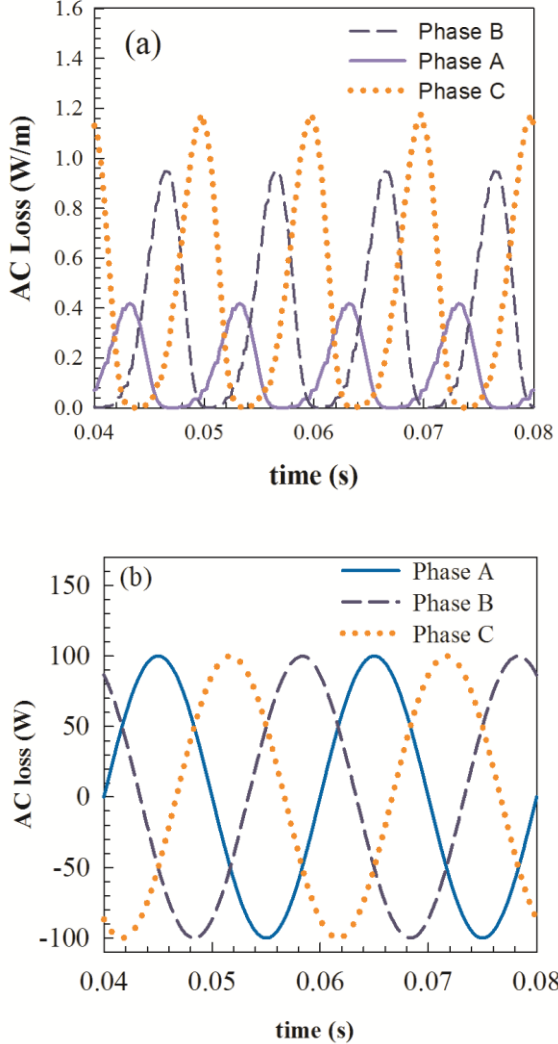 (a)
Phase B
Phase A
Phase C
AC Loss (W/m)
1.6
1.4
1.2
1.0
0.8
0.6
0.4
0.2
0.0
0.04 0.05 0.06 0.07 0.08
time (s)
(b)
Phase A
Phase B
Phase C
AC loss (W)
150
100
50
0
-50
-100
0.04 0.05 0.06 0.07 0.08
time (s)